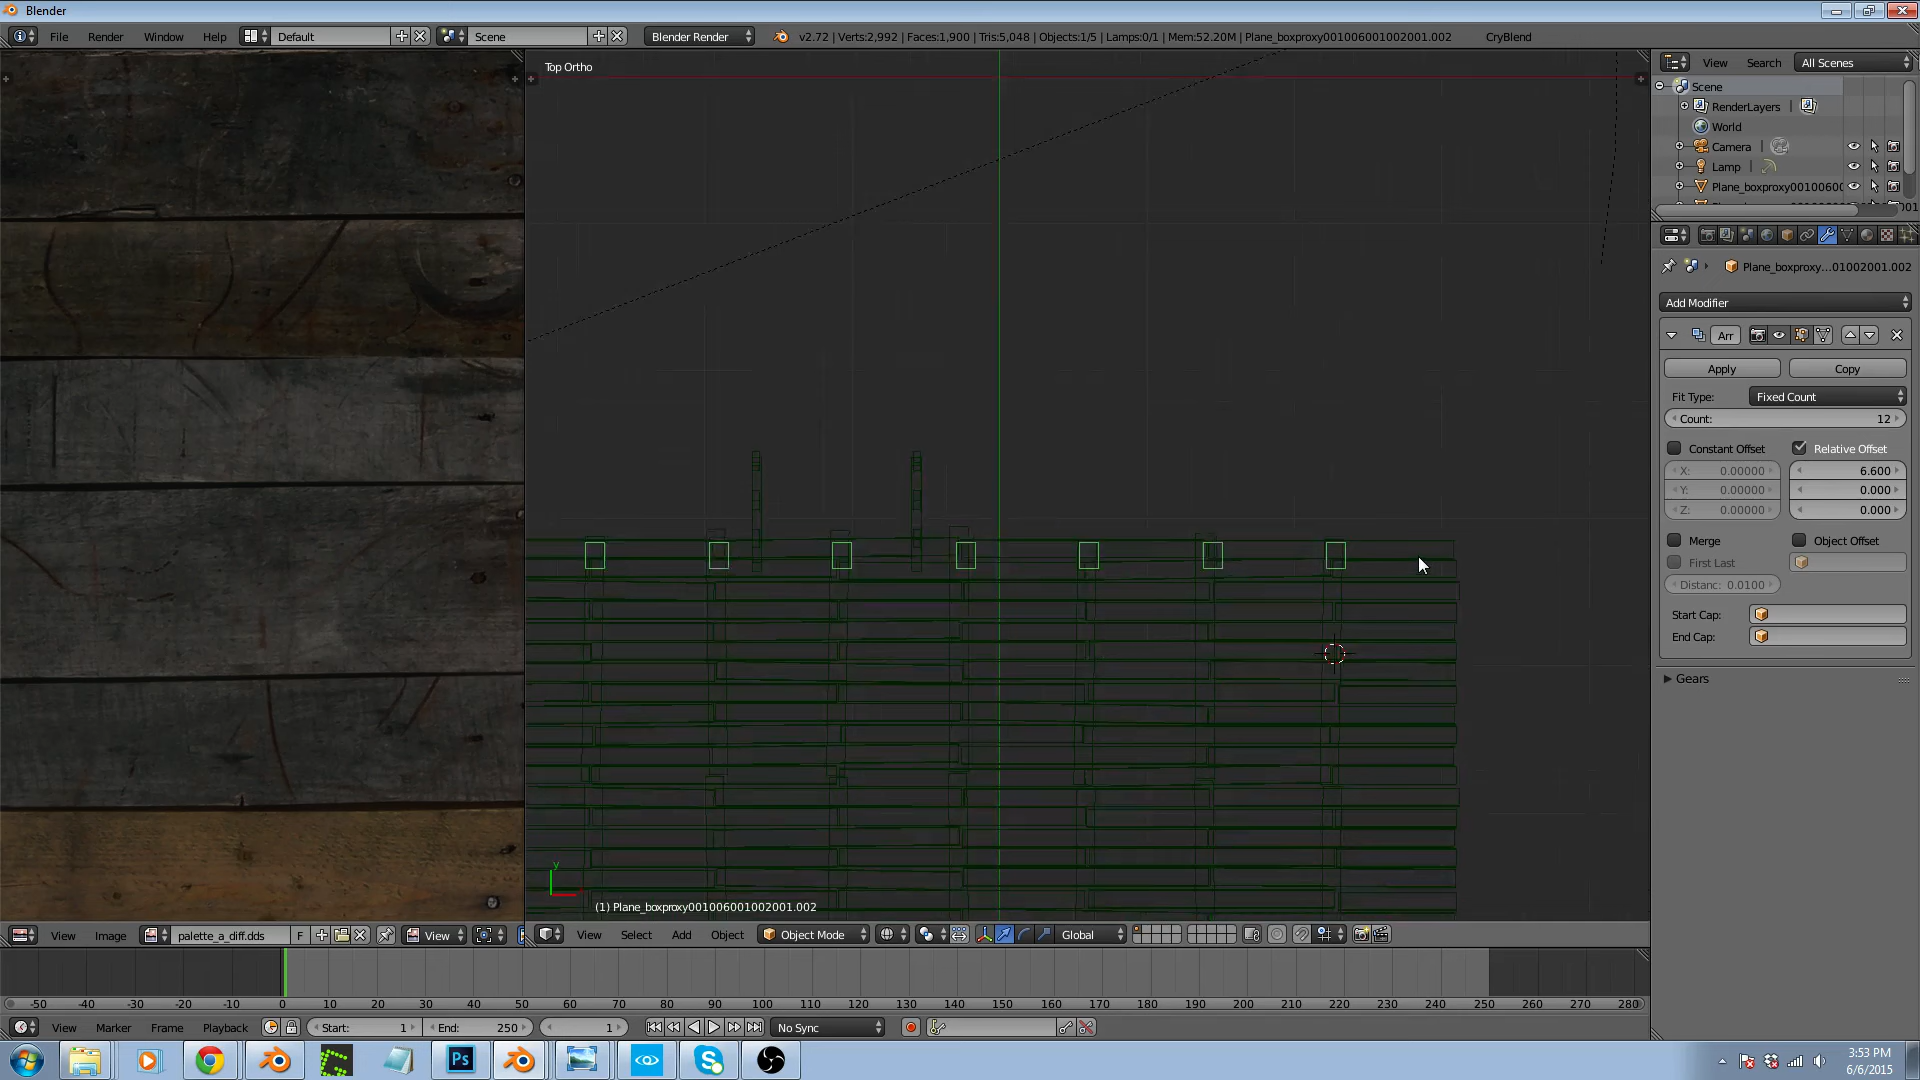 Blender
File Render Window Help Default Scene Blender Render v2.72 | Verts:2,992 | Faces:1,900 | Tris:5,048 | Objects:1/5 | Lamps:0/1 | Mem:52.20M | Plane_boxproxy001006001002001.002 CryBlend
Top Ortho
View Search All Scenes
Scene
RenderLayers |
World
Camera |
Lamp |
Plane_boxproxy0010060
Plane_boxproxy...01002001.002
Add Modifier
Arr
Apply Copy
Fit Type: Fixed Count
Count: 12
Constant Offset Relative Offset
X: 0.00000 6.600
Y: 0.00000 0.000
Z: 0.00000 0.000
Merge Object Offset
First Last
Distanc: 0.0100
Start Cap:
End Cap:
Gears
y
(1) Plane_boxproxy001006001002001.002
View Image palette_a_diff.dds F View
View Select Add Object Object Mode Global
-50 -40 -30 -20 -10 0 10 20 30 40 50 60 70 80 90 100 110 120 130 140 150 160 170 180 190 200 210 220 230 240 250 260 270 280
View Marker Frame Playback Start: 1 End: 250 1 No Sync
Ps
3:53 PM
6/6/2015